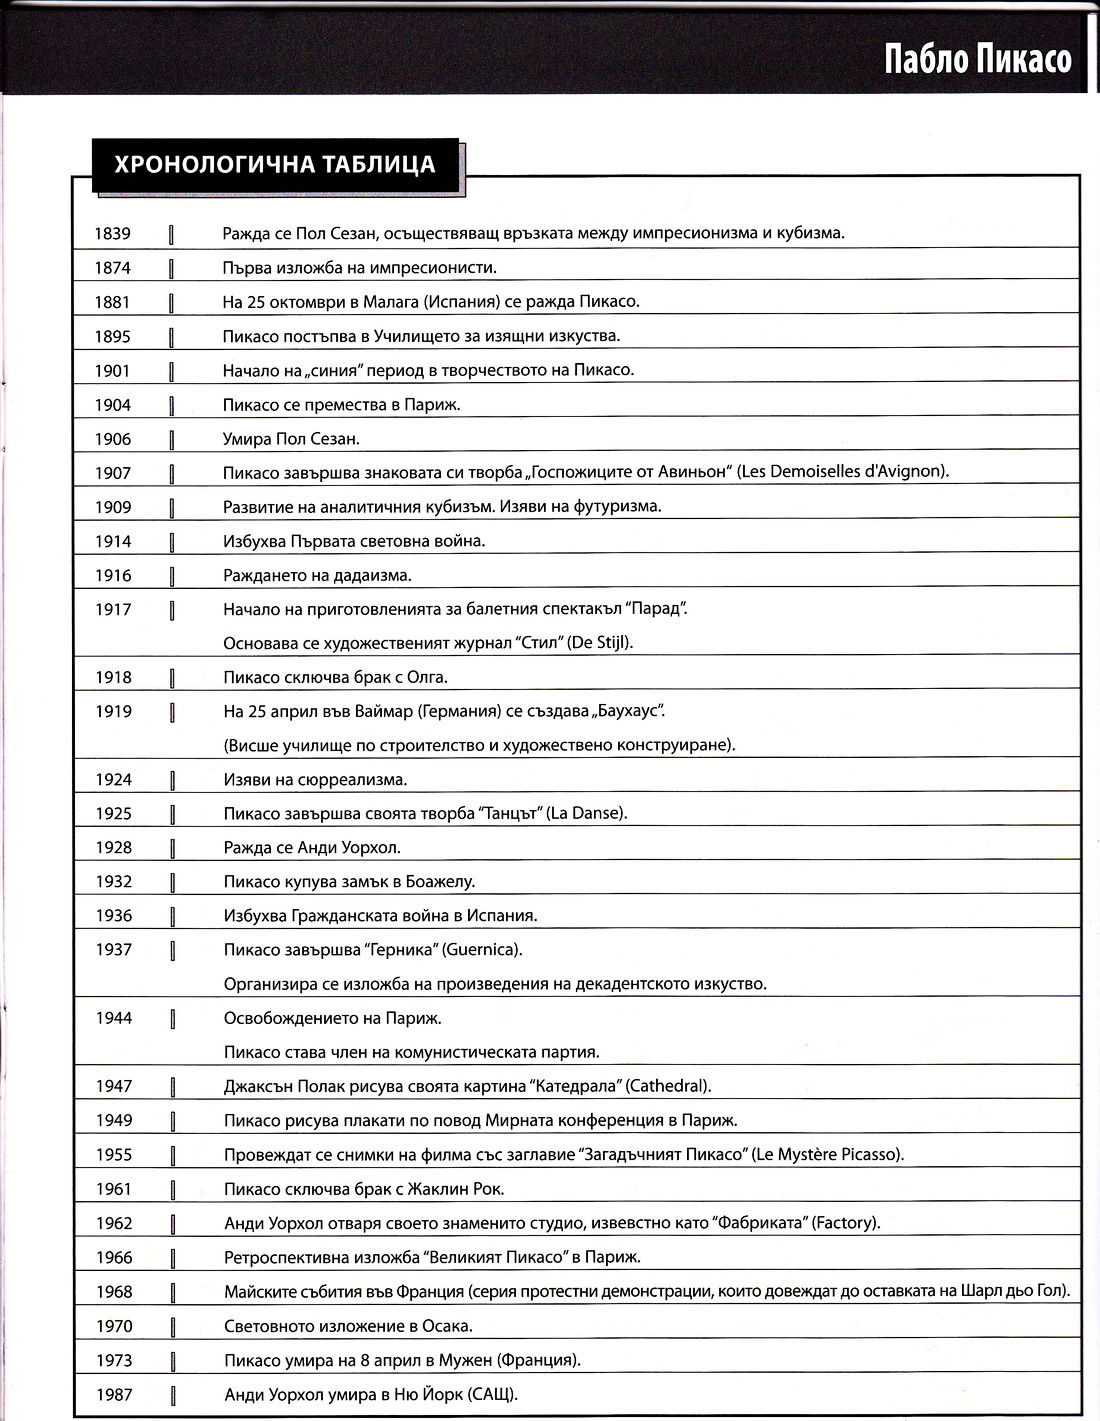 Пабло Пикасо
ХРОНОЛОГИЧНА ТАБЛИЦА
1839 Ражда се Пол Сезан, осъществяващ връзката между импресионизма и кубизма.
1874 Първа изложба на импресионисти.
1881 На 25 октомври в Малага (Испания) се ражда Пикасо.
1895 Пикасо постъпва в Училището за изящни изкуства.
1901 Начало на „синия” период в творчеството на Пикасо.
1904 Пикасо се премества в Париж.
1906 Умира Пол Сезан.
1907 Пикасо завършва знаковата си творба „Госпожиците от Авиньон“ (Les Demoiselles d'Avignon).
1909 Развитие на аналитичния кубизъм. Изяви на футуризма.
1914 Избухва Първата световна война.
1916 Раждането на дадаизма.
1917 Начало на приготовленията за балетния спектакъл “Парад”.
Основава се художественият журнал “Стил” (De Stijl).
1918 Пикасо сключва брак с Олга.
1919 На 25 април във Ваймар (Германия) се създава „Баухаус”.
(Висше училище по строителство и художествено конструиране).
1924 Изяви на сюрреализма.
1925 Пикасо завършва своята творба “Танцът” (La Danse).
1928 Ражда се Анди Уорхол.
1932 Пикасо купува замък в Боажелу.
1936 Избухва Гражданската война в Испания.
1937 Пикасо завършва “Герника” (Guernica).
Организира се изложба на произведения на декадентското изкуство.
1944 Освобождението на Париж.
Пикасо става член на комунистическата партия.
1947 Джаксън Полак рисува своята картина “Катедрала” (Cathedral).
1949 Пикасо рисува плакати по повод Мирната конференция в Париж.
1955 Провеждат се снимки на филма със заглавие “Загадъчният Пикасо” (Le Mystère Picasso).
1961 Пикасо сключва брак с Жаклин Рок.
1962 Анди Уорхол отваря своето знаменито студио, извевстно като “Фабриката” (Factory).
1966 Ретроспективна изложба “Великият Пикасо” в Париж.
1968 Майските събития във Франция (серия протестни демонстрации, които довеждат до оставката на Шарл дьо Гол).
1970 Световното изложение в Осака.
1973 Пикасо умира на 8 април в Мужен (Франция).
1987 Анди Уорхол умира в Ню Йорк (САЩ).